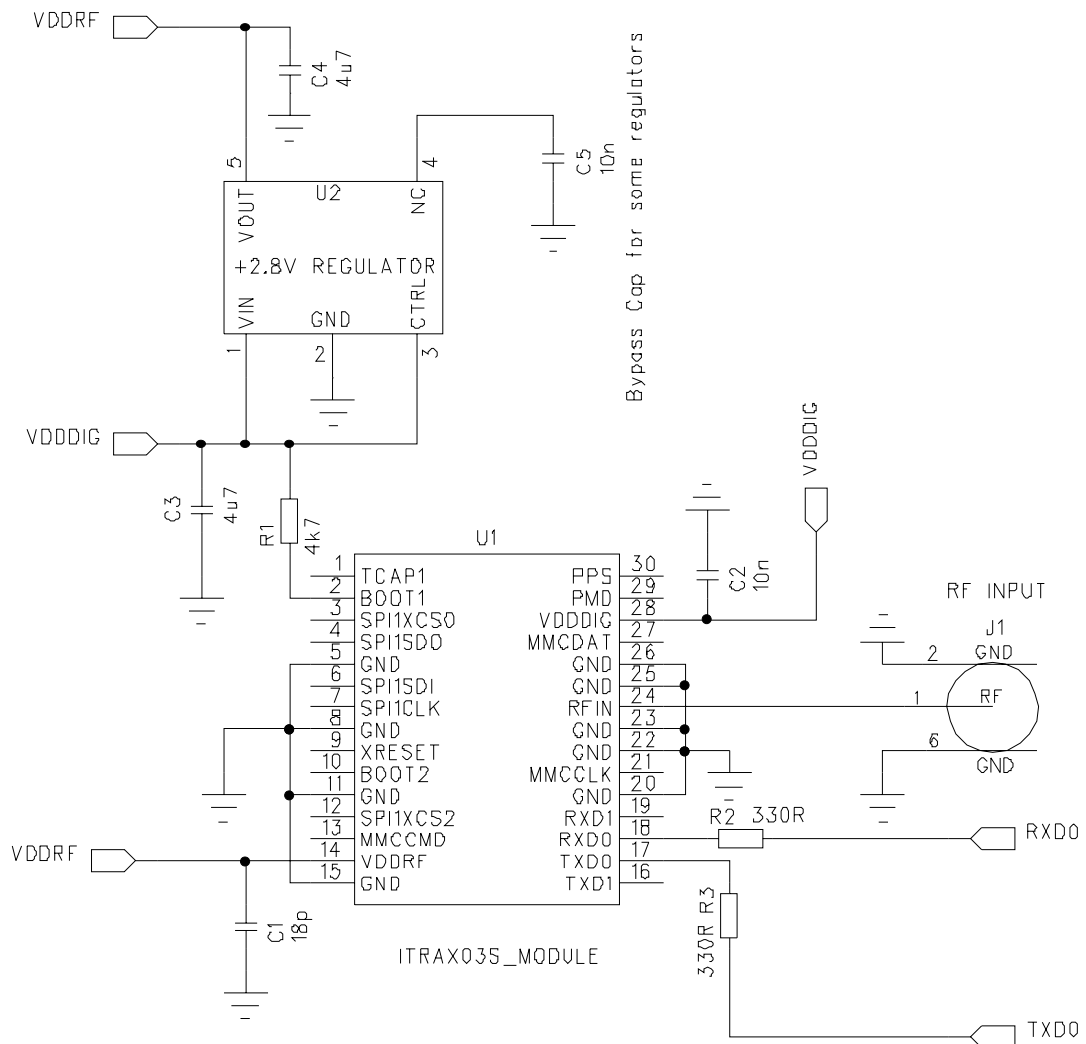 VDDRF
C4
4u7
5
4
C5
10n
Bypass Cap for some regulators
U2
VOUT
NC
+2.8V REGULATOR
VIN
GND
CTRL
1
2
3
VDDDIG
C3
4u7
R1
4k7
VDDDIG
C2
10n
U1
1 TCAP1
2 BOOT1
3 SPI1XCS0
4 SPI1SDO
5 GND
6 SPI1SDI
7 SPI1CLK
8 GND
9 XRESET
10 BOOT2
11 GND
12 SPI1XCS2
13 MMCCMD
14 VDDRF
15 GND
PPS 30
PMD 29
VDDDIG 28
MMCDAT 27
GND 26
GND 25
RFIN 24
GND 23
GND 22
MMCCLK 21
GND 20
RXD1 19
RXD0 18
TXD0 17
TXD1 16
RF INPUT
J1
2 GND
1 RF
6 GND
R2 330R
RXD0
VDDRF
C1
18p
330R R3
ITRAX03S_MODULE
TXD0